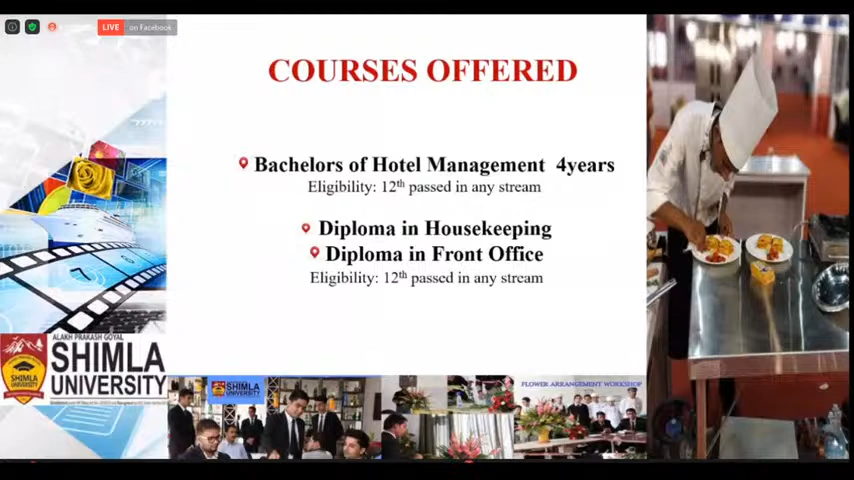 LIVE on Facebook
COURSES OFFERED
Bachelors of Hotel Management 4years
Eligibility: 12th passed in any stream
Diploma in Housekeeping
Diploma in Front Office
Eligibility: 12th passed in any stream
ALAKH PRAKASH GOYAL
SHIMLA
UNIVERSITY
SHIMLA
UNIVERSITY
FLOWER ARRANGEMENT WORKSHOP